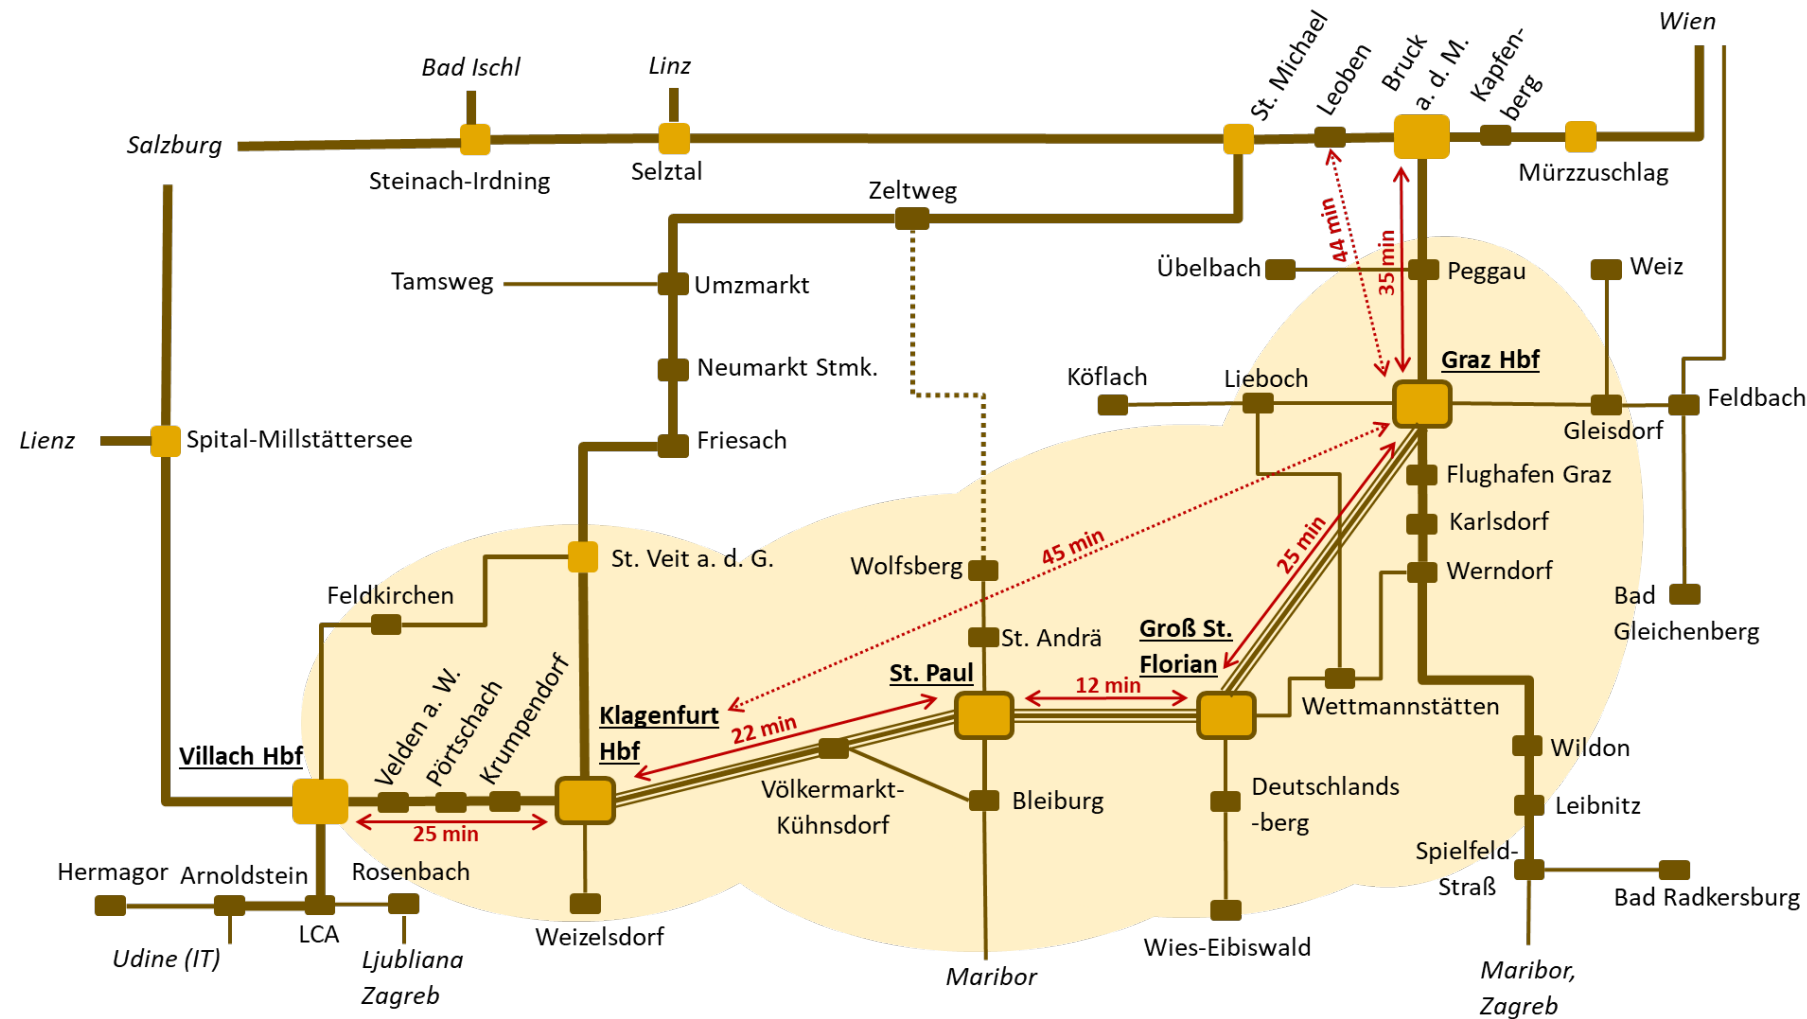 Wien
Bad Ischl
Linz
St. Michael
Leoben
Bruck
a. d. M.
Kapfen-
berg
Salzburg
Steinach-Irdning
Selztal
Mürzzuschlag
Zeltweg
44 min
35 min
Tamsweg
Umzmarkt
Übelbach
Peggau
Weiz
Neumarkt Stmk.
Graz Hbf
Köflach
Lieboch
Feldbach
Gleisdorf
Lienz
Spital-Millstättersee
Friesach
Flughafen Graz
Karlsdorf
45 min
25 min
St. Veit a. d. G.
Wolfsberg
Werndorf
Feldkirchen
Bad
Gleichenberg
St. Andrä
Groß St.
Florian
St. Paul
12 min
Wettmannstätten
Velden a. W.
Pörtschach
Krumpendorf
Klagenfurt
Hbf
22 min
Villach Hbf
Wildon
Völkermarkt-
Kühnsdorf
Bleiburg
Deutschlands
-berg
Leibnitz
25 min
Spielfeld-
Straß
Hermagor
Arnoldstein
Rosenbach
Bad Radkersburg
LCA
Weizelsdorf
Wies-Eibiswald
Udine (IT)
Ljubliana
Zagreb
Maribor
Maribor,
Zagreb